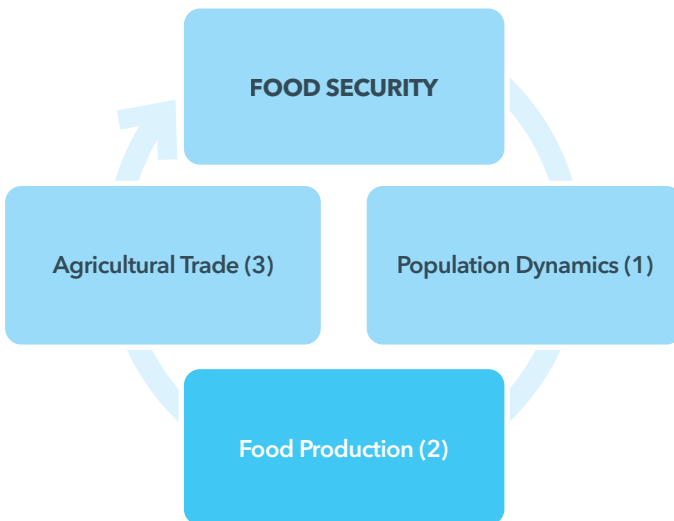 FOOD SECURITY
Agricultural Trade (3)
Population Dynamics (1)
Food Production (2)